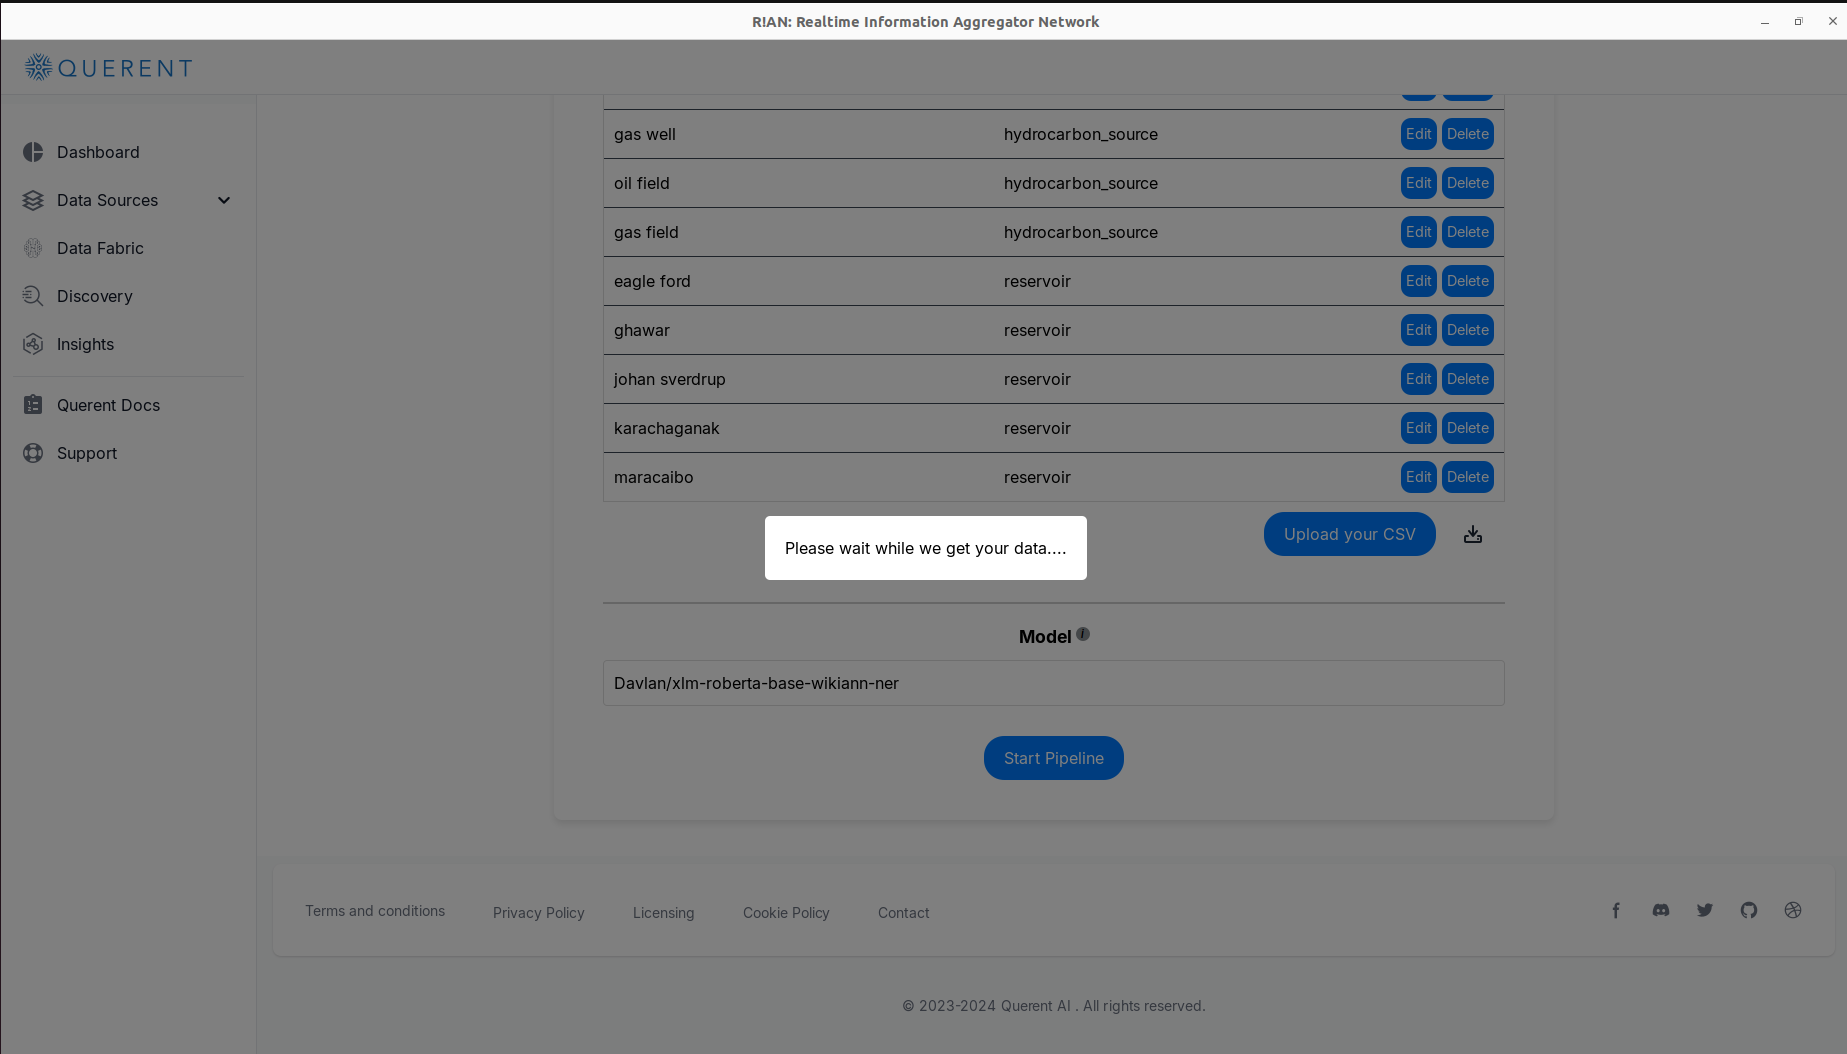 R!AN: Realtime Information Aggregator Network
QUERENT
Dashboard
Data Sources
Data Fabric
Discovery
Insights
Querent Docs
Support
gas well hydrocarbon_source Edit Delete
oil field hydrocarbon_source Edit Delete
gas field hydrocarbon_source Edit Delete
eagle ford reservoir Edit Delete
ghawar reservoir Edit Delete
johan sverdrup reservoir Edit Delete
karachaganak reservoir Edit Delete
maracaibo reservoir Edit Delete
Upload your CSV
Please wait while we get your data....
Model i
Davlan/xlm-roberta-base-wikiann-ner
Start Pipeline
Terms and conditions Privacy Policy Licensing Cookie Policy Contact
© 2023-2024 Querent AI . All rights reserved.